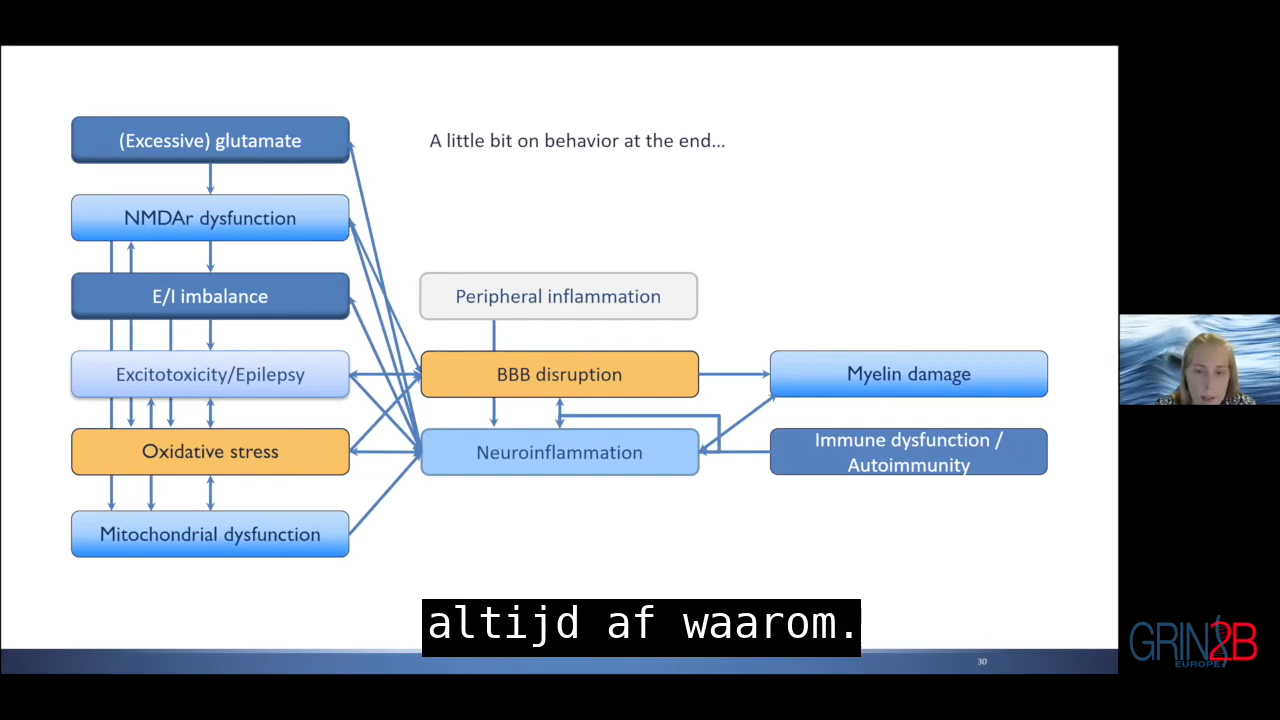 (Excessive) glutamate
A little bit on behavior at the end...
NMDAr dysfunction
E/I imbalance
Peripheral inflammation
Excitotoxicity/Epilepsy
BBB disruption
Myelin damage
Oxidative stress
Neuroinflammation
Immune dysfunction /
Autoimmunity
Mitochondrial dysfunction
altijd af waarom.
30
GRIN2B
EUROPE